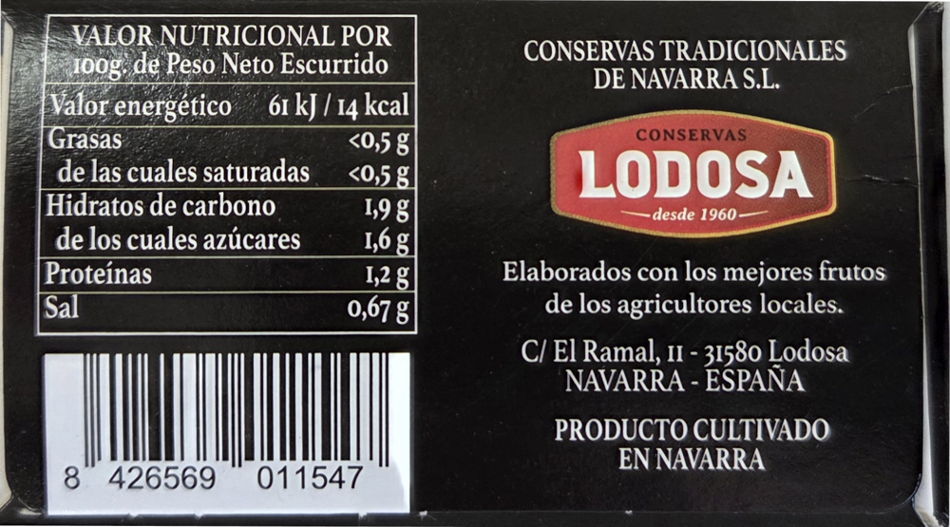 VALOR NUTRICIONAL POR
100g. de Peso Neto Escurrido
Valor energético 61 kJ / 14 kcal
Grasas <0,5 g
de las cuales saturadas <0,5 g
Hidratos de carbono 1,9 g
de los cuales azúcares 1,6 g
Proteínas 1,2 g
Sal 0,67 g
8 426569 011547
CONSERVAS TRADICIONALES
DE NAVARRA S.L.
CONSERVAS
LODOSA
desde 1960
Elaborados con los mejores frutos
de los agricultores locales.
C/ El Ramal, 11 - 31580 Lodosa
NAVARRA - ESPAÑA
PRODUCTO CULTIVADO
EN NAVARRA